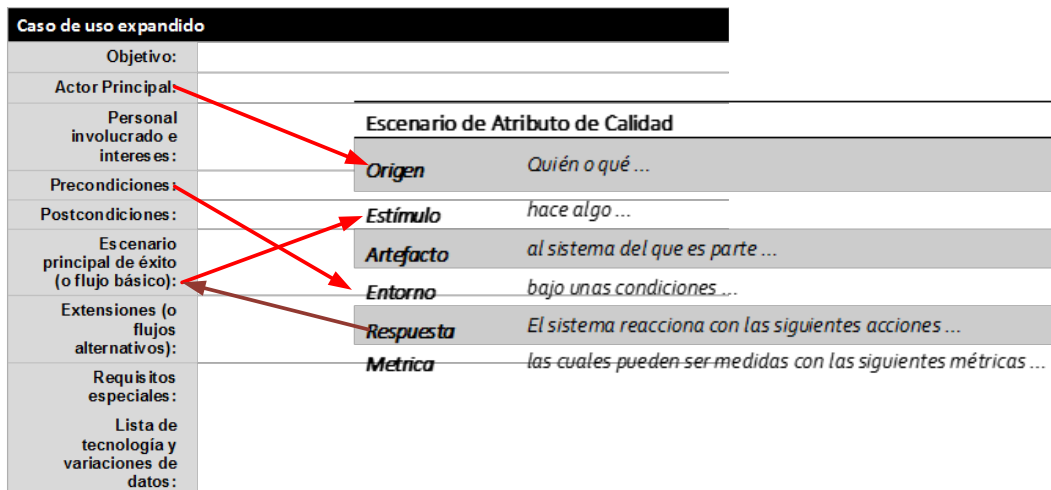 Caso de uso expandido
Objetivo:
Actor Principal:
Personal
involucrado e
intereses:
Precondiciones:
Postcondiciones:
Escenario
principal de éxito
(o flujo básico):
Extensiones (o
flujos
alternativos):
Requisitos
especiales:
Lista de
tecnología y
variaciones de
datos:
Escenario de Atributo de Calidad
Origen Quién o qué ...
Estímulo hace algo ...
Artefacto al sistema del que es parte ...
Entorno bajo unas condiciones ...
Respuesta El sistema reacciona con las siguientes acciones ...
Metrica las cuales pueden ser medidas con las siguientes métricas ...